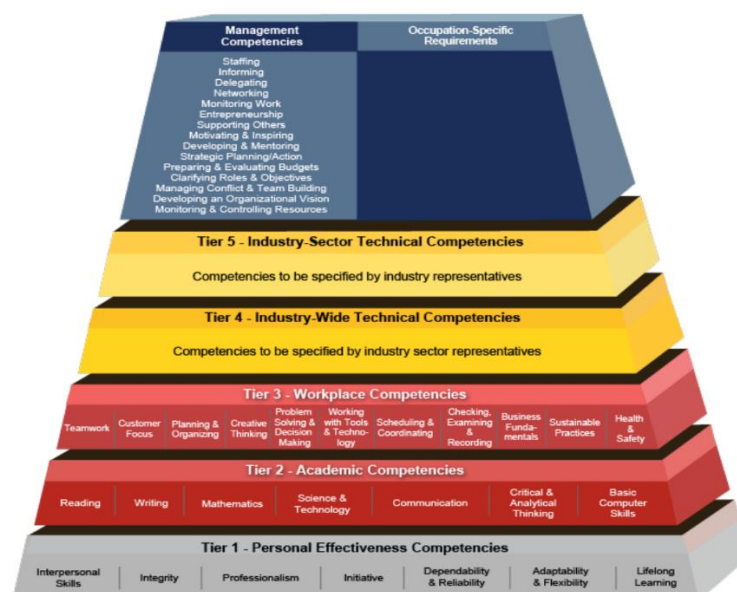 Management
Competencies
Occupation-Specific
Requirements
Staffing
Informing
Delegating
Networking
Monitoring Work
Entrepreneurship
Supporting Others
Motivating & Inspiring
Developing & Mentoring
Strategic Planning/Action
Preparing & Evaluating Budgets
Clarifying Roles & Objectives
Managing Conflict & Team Building
Developing an Organizational Vision
Monitoring & Controlling Resources
Tier 5 - Industry-Sector Technical Competencies
Competencies to be specified by industry representatives
Tier 4 - Industry-Wide Technical Competencies
Competencies to be specified by industry sector representatives
Tier 3 - Workplace Competencies
Teamwork
Customer
Focus
Planning &
Organizing
Creative
Thinking
Problem
Solving &
Decision
Making
Working
with Tools
& Techno-
logy
Scheduling &
Coordinating
Checking,
Examining
&
Recording
Business
Funda-
mentals
Sustainable
Practices
Health
&
Safety
Tier 2 - Academic Competencies
Reading
Writing
Mathematics
Science &
Technology
Communication
Critical &
Analytical
Thinking
Basic
Computer
Skills
Tier 1 - Personal Effectiveness Competencies
Interpersonal
Skills
Integrity
Professionalism
Initiative
Dependability
& Reliability
Adaptability
& Flexibility
Lifelong
Learning